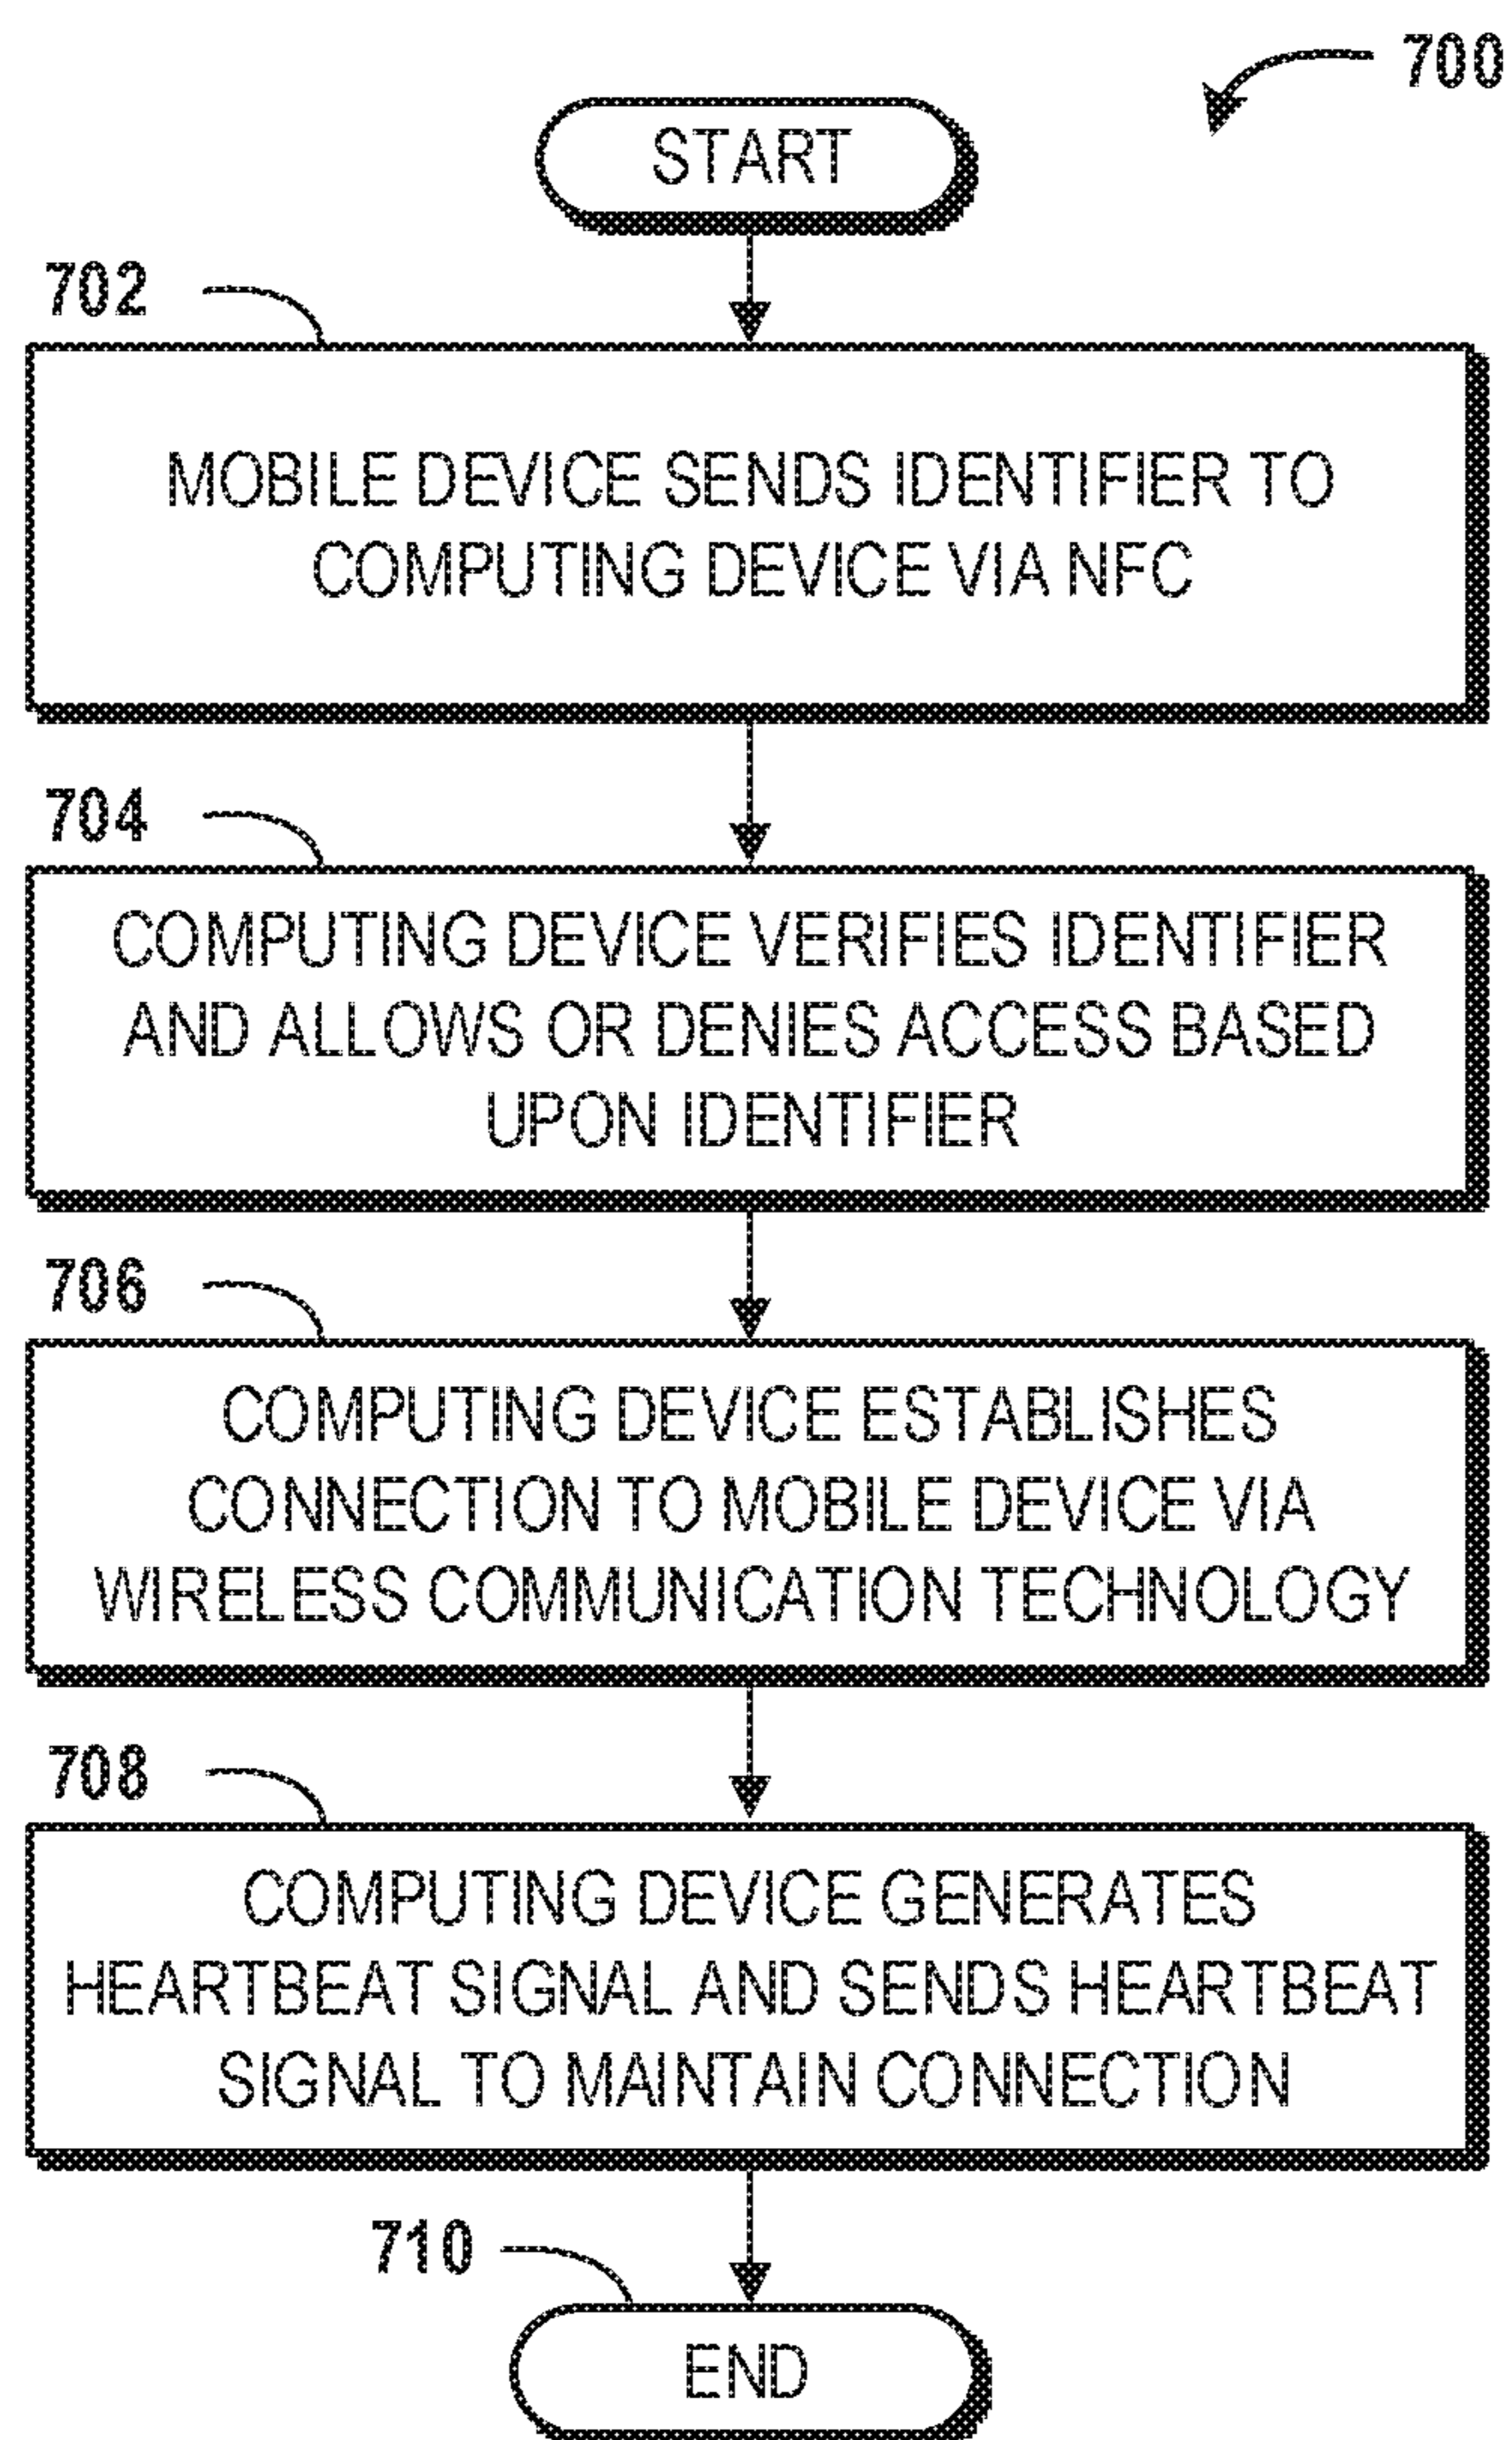 700
START
702
MOBILE DEVICE SENDS IDENTIFIER TO
COMPUTING DEVICE VIA NFC
704
COMPUTING DEVICE VERIFIES IDENTIFIER
AND ALLOWS OR DENIES ACCESS BASED
UPON IDENTIFIER
706
COMPUTING DEVICE ESTABLISHES
CONNECTION TO MOBILE DEVICE VIA
WIRELESS COMMUNICATION TECHNOLOGY
708
COMPUTING DEVICE GENERATES
HEARTBEAT SIGNAL AND SENDS HEARTBEAT
SIGNAL TO MAINTAIN CONNECTION
710
END